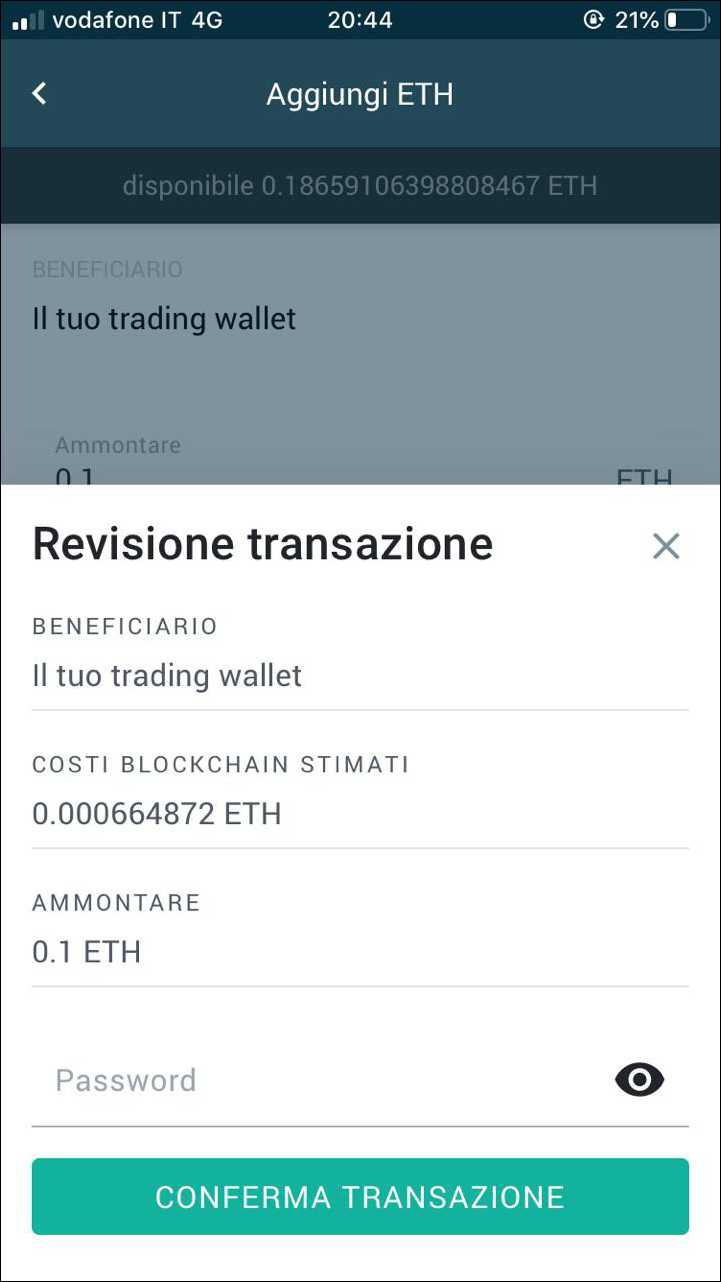 vodafone IT 4G 20:44 21%
Aggiungi ETH
disponibile 0.18659106398808467 ETH
BENEFICIARIO
Il tuo trading wallet
Ammontare
0.1 ETH
Revisione transazione
BENEFICIARIO
Il tuo trading wallet
COSTI BLOCKCHAIN STIMATI
0.000664872 ETH
AMMONTARE
0.1 ETH
Password
CONFERMA TRANSAZIONE